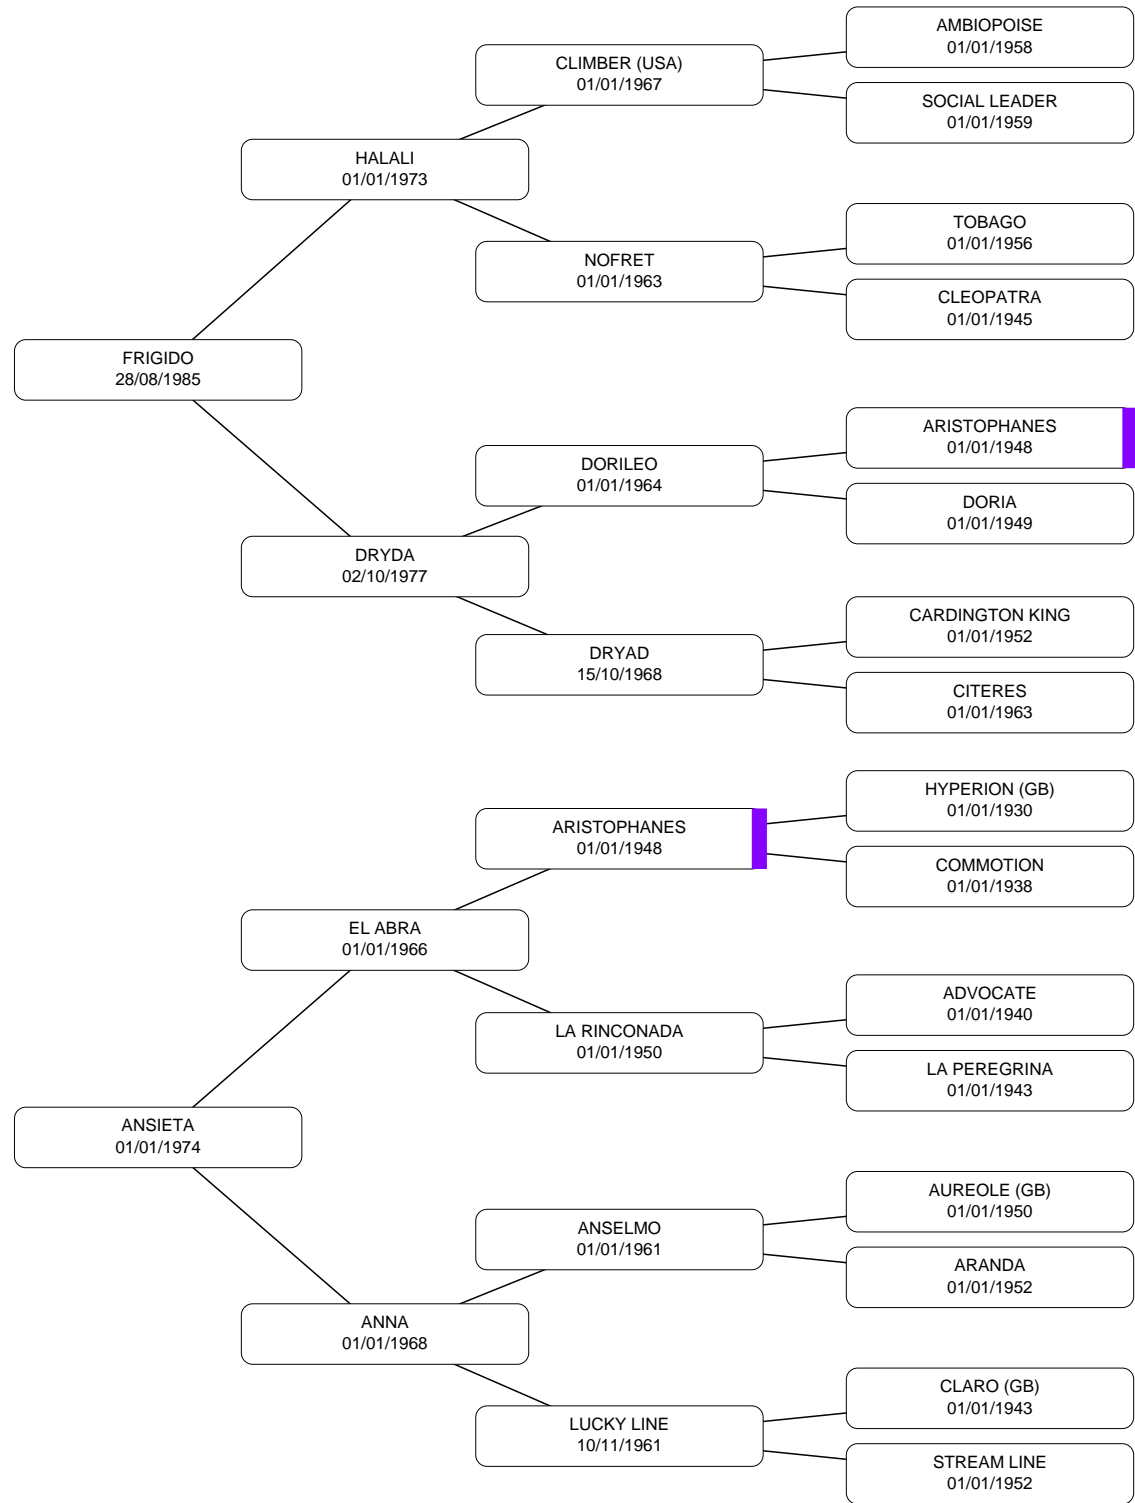 AMBIOPOISE
01/01/1958
CLIMBER (USA)
01/01/1967
SOCIAL LEADER
01/01/1959
HALALI
01/01/1973
TOBAGO
01/01/1956
NOFRET
01/01/1963
CLEOPATRA
01/01/1945
FRIGIDO
28/08/1985
ARISTOPHANES
01/01/1948
DORILEO
01/01/1964
DORIA
01/01/1949
DRYDA
02/10/1977
CARDINGTON KING
01/01/1952
DRYAD
15/10/1968
CITERES
01/01/1963
HYPERION (GB)
01/01/1930
ARISTOPHANES
01/01/1948
COMMOTION
01/01/1938
EL ABRA
01/01/1966
ADVOCATE
01/01/1940
LA RINCONADA
01/01/1950
LA PEREGRINA
01/01/1943
ANSIETA
01/01/1974
AUREOLE (GB)
01/01/1950
ANSELMO
01/01/1961
ARANDA
01/01/1952
ANNA
01/01/1968
CLARO (GB)
01/01/1943
LUCKY LINE
10/11/1961
STREAM LINE
01/01/1952